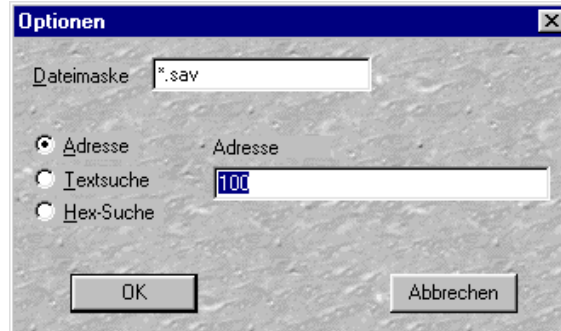 Optionen
Dateimaske *.sav
Adresse Adresse
Textsuche 100
Hex-Suche
OK Abbrechen